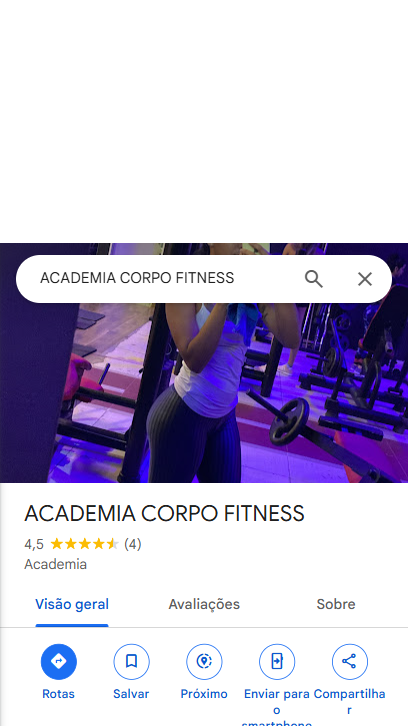 ACADEMIA CORPO FITNESS
ACADEMIA CORPO FITNESS
4,5 (4)
Academia
Visão geral Avaliações Sobre
Rotas Salvar Próximo Enviar para o smartphone Compartilhar